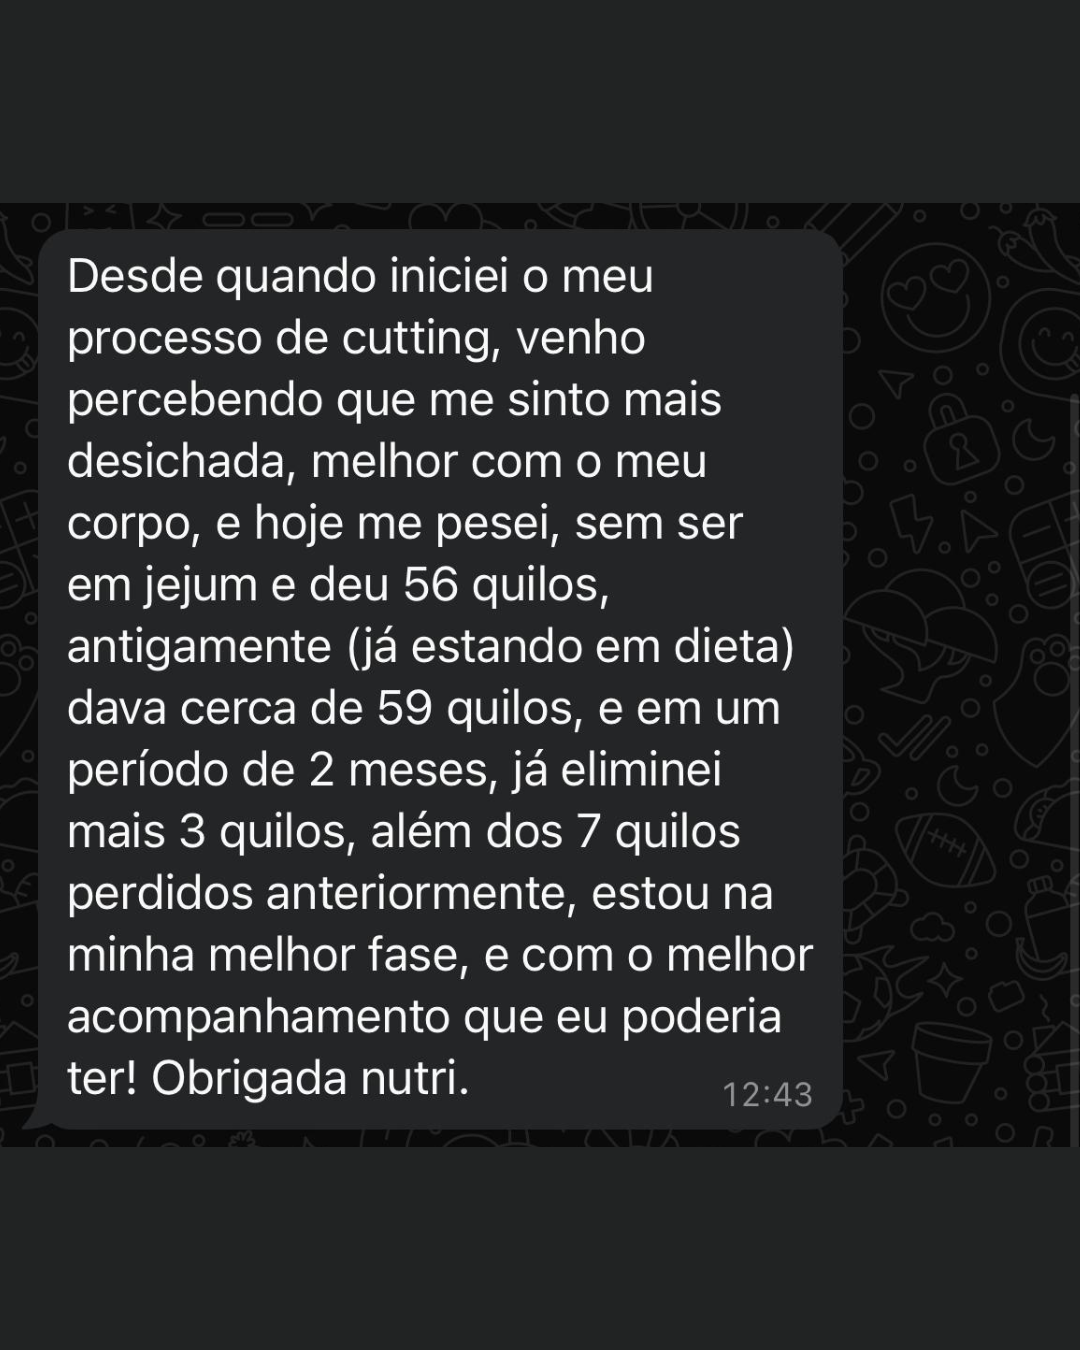 Desde quando iniciei o meu
processo de cutting, venho
percebendo que me sinto mais
desichada, melhor com o meu
corpo, e hoje me pesei, sem ser
em jejum e deu 56 quilos,
antigamente (já estando em dieta)
dava cerca de 59 quilos, e em um
período de 2 meses, já eliminei
mais 3 quilos, além dos 7 quilos
perdidos anteriormente, estou na
minha melhor fase, e com o melhor
acompanhamento que eu poderia
ter! Obrigada nutri.
12:43